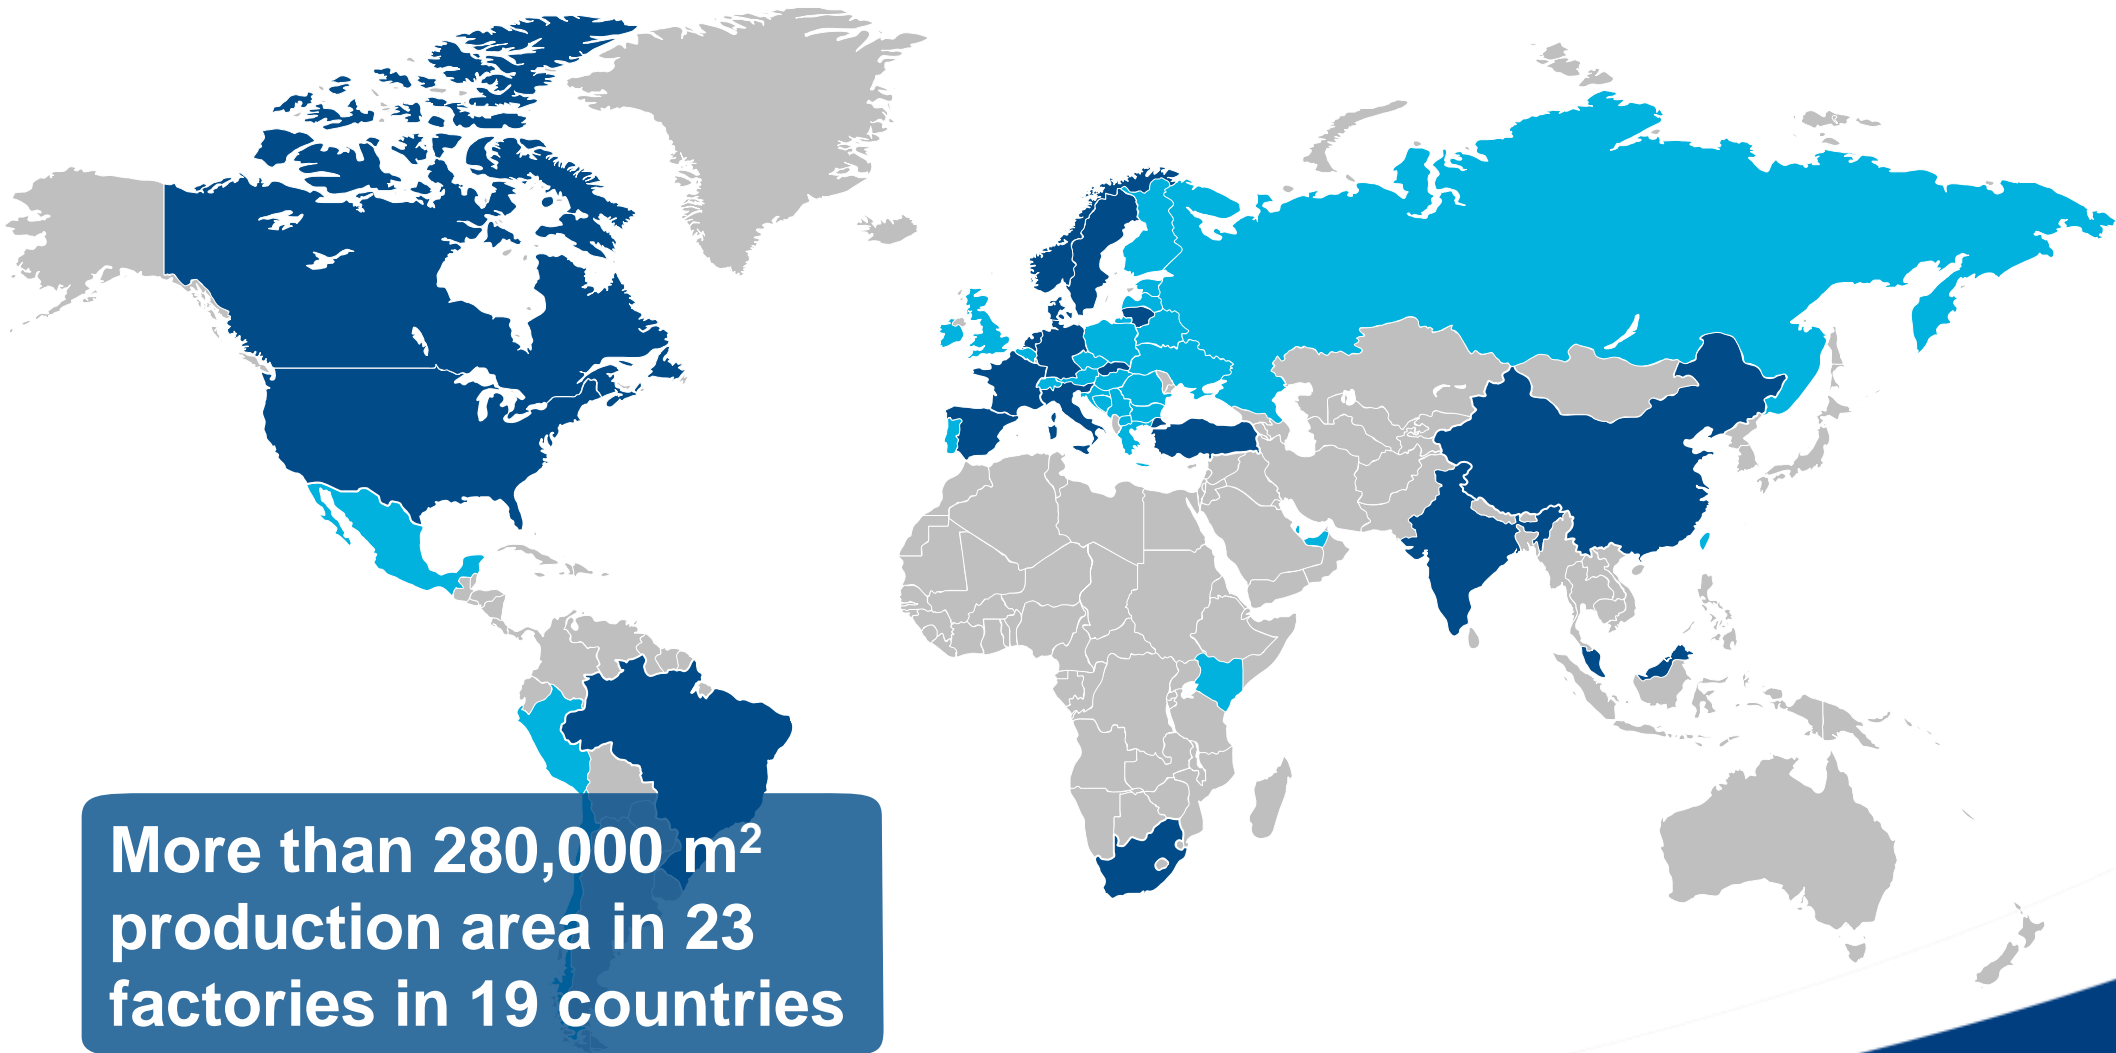 More than 280,000 m²
production area in 23
factories in 19 countries